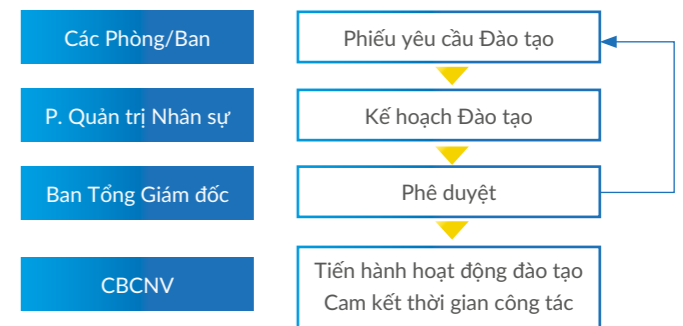 Các Phòng/Ban
Phiếu yêu cầu Đào tạo
P. Quản trị Nhân sự
Kế hoạch Đào tạo
Ban Tổng Giám đốc
Phê duyệt
CBCNV
Tiến hành hoạt động đào tạo
Cam kết thời gian công tác